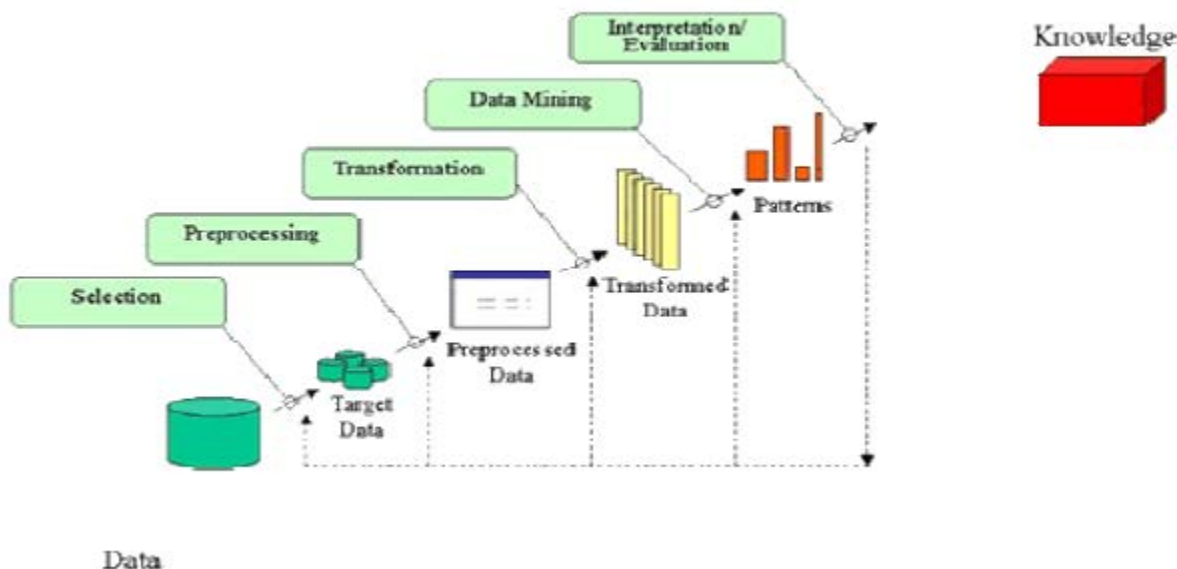 Interpretation/
Evaluation
Knowledge
Data Mining
Transformation
Patterns
Preprocessing
Transformed
Data
Selection
Preprocessed
Data
Target
Data
Data